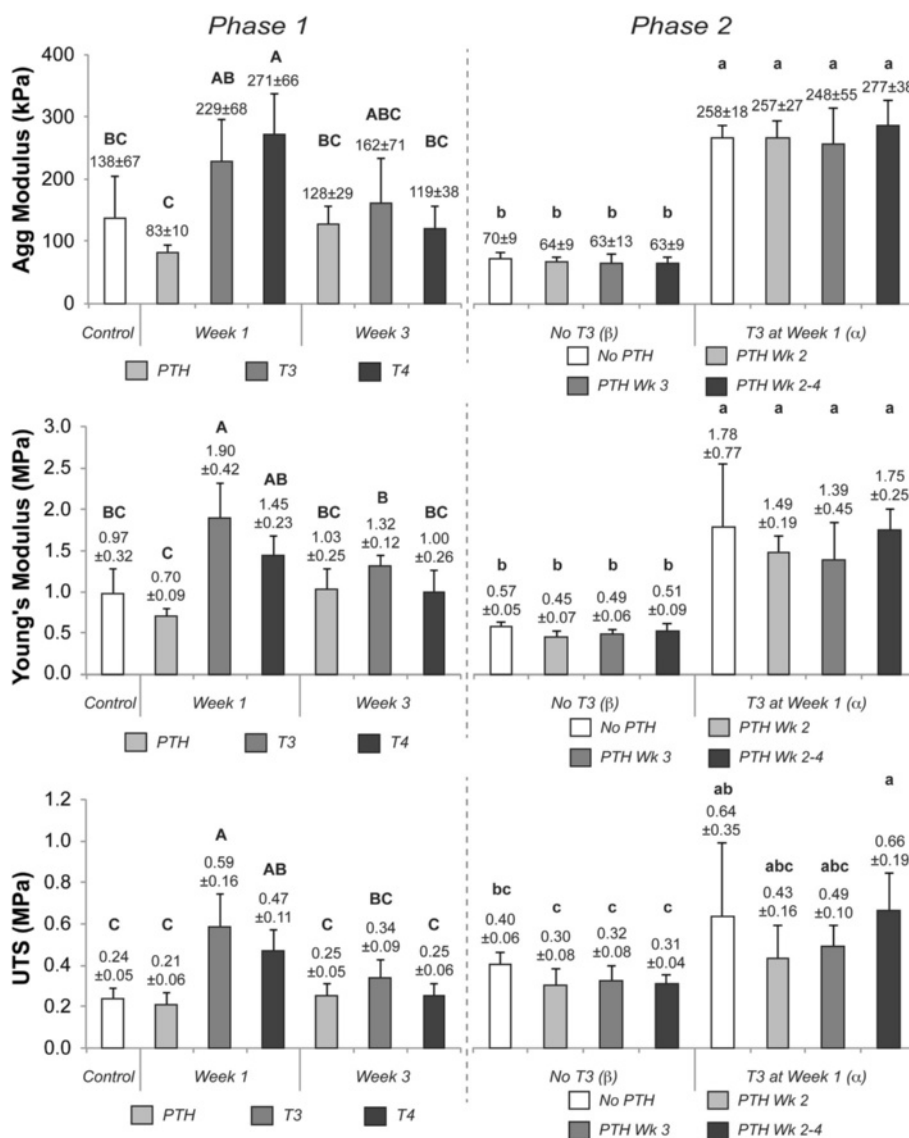 Phase 1
Phase 2
Agg Modulus (kPa)
400
300
200
100
0
BC
138±67
C
83±10
AB
229±68
A
271±66
BC
128±29
ABC
162±71
BC
119±38
b
70±9
b
64±9
b
63±13
b
63±9
a
258±18
a
257±27
a
248±55
a
277±38
Control
Week 1
Week 3
No T3 (β)
T3 at Week 1 (α)
PTH
T3
T4
No PTH
PTH Wk 2
PTH Wk 3
PTH Wk 2-4
Young's Modulus (MPa)
3.0
2.5
2.0
1.5
1.0
0.5
0.0
BC
0.97
±0.32
C
0.70
±0.09
A
1.90
±0.42
AB
1.45
±0.23
BC
1.03
±0.25
B
1.32
±0.12
BC
1.00
±0.26
b
0.57
±0.05
b
0.45
±0.07
b
0.49
±0.06
b
0.51
±0.09
a
1.78
±0.77
a
1.49
±0.19
a
1.39
±0.45
a
1.75
±0.25
Control
Week 1
Week 3
No T3 (β)
T3 at Week 1 (α)
PTH
T3
T4
No PTH
PTH Wk 2
PTH Wk 3
PTH Wk 2-4
UTS (MPa)
1.2
1.0
0.8
0.6
0.4
0.2
0.0
C
0.24
±0.05
C
0.21
±0.06
A
0.59
±0.16
AB
0.47
±0.11
C
0.25
±0.05
BC
0.34
±0.09
C
0.25
±0.06
bc
0.40
±0.06
c
0.30
±0.08
c
0.32
±0.08
c
0.31
±0.04
ab
0.64
±0.35
abc
0.43
±0.16
abc
0.49
±0.10
a
0.66
±0.19
Control
Week 1
Week 3
No T3 (β)
T3 at Week 1 (α)
PTH
T3
T4
No PTH
PTH Wk 2
PTH Wk 3
PTH Wk 2-4